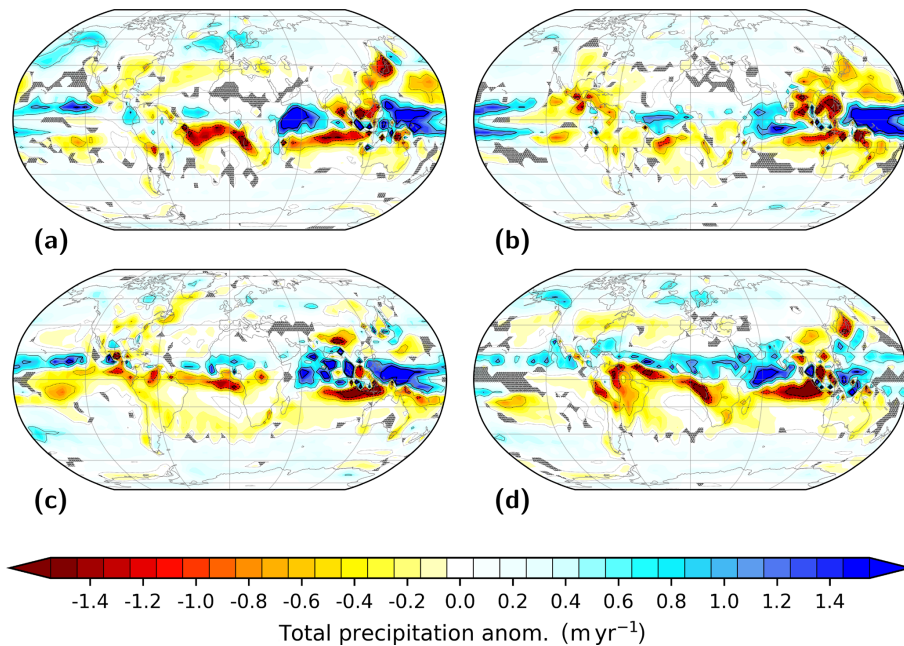 (a)
(b)
(c)
(d)
-1.4 -1.2 -1.0 -0.8 -0.6 -0.4 -0.2 0.0 0.2 0.4 0.6 0.8 1.0 1.2 1.4
Total precipitation anom. (m yr⁻¹)